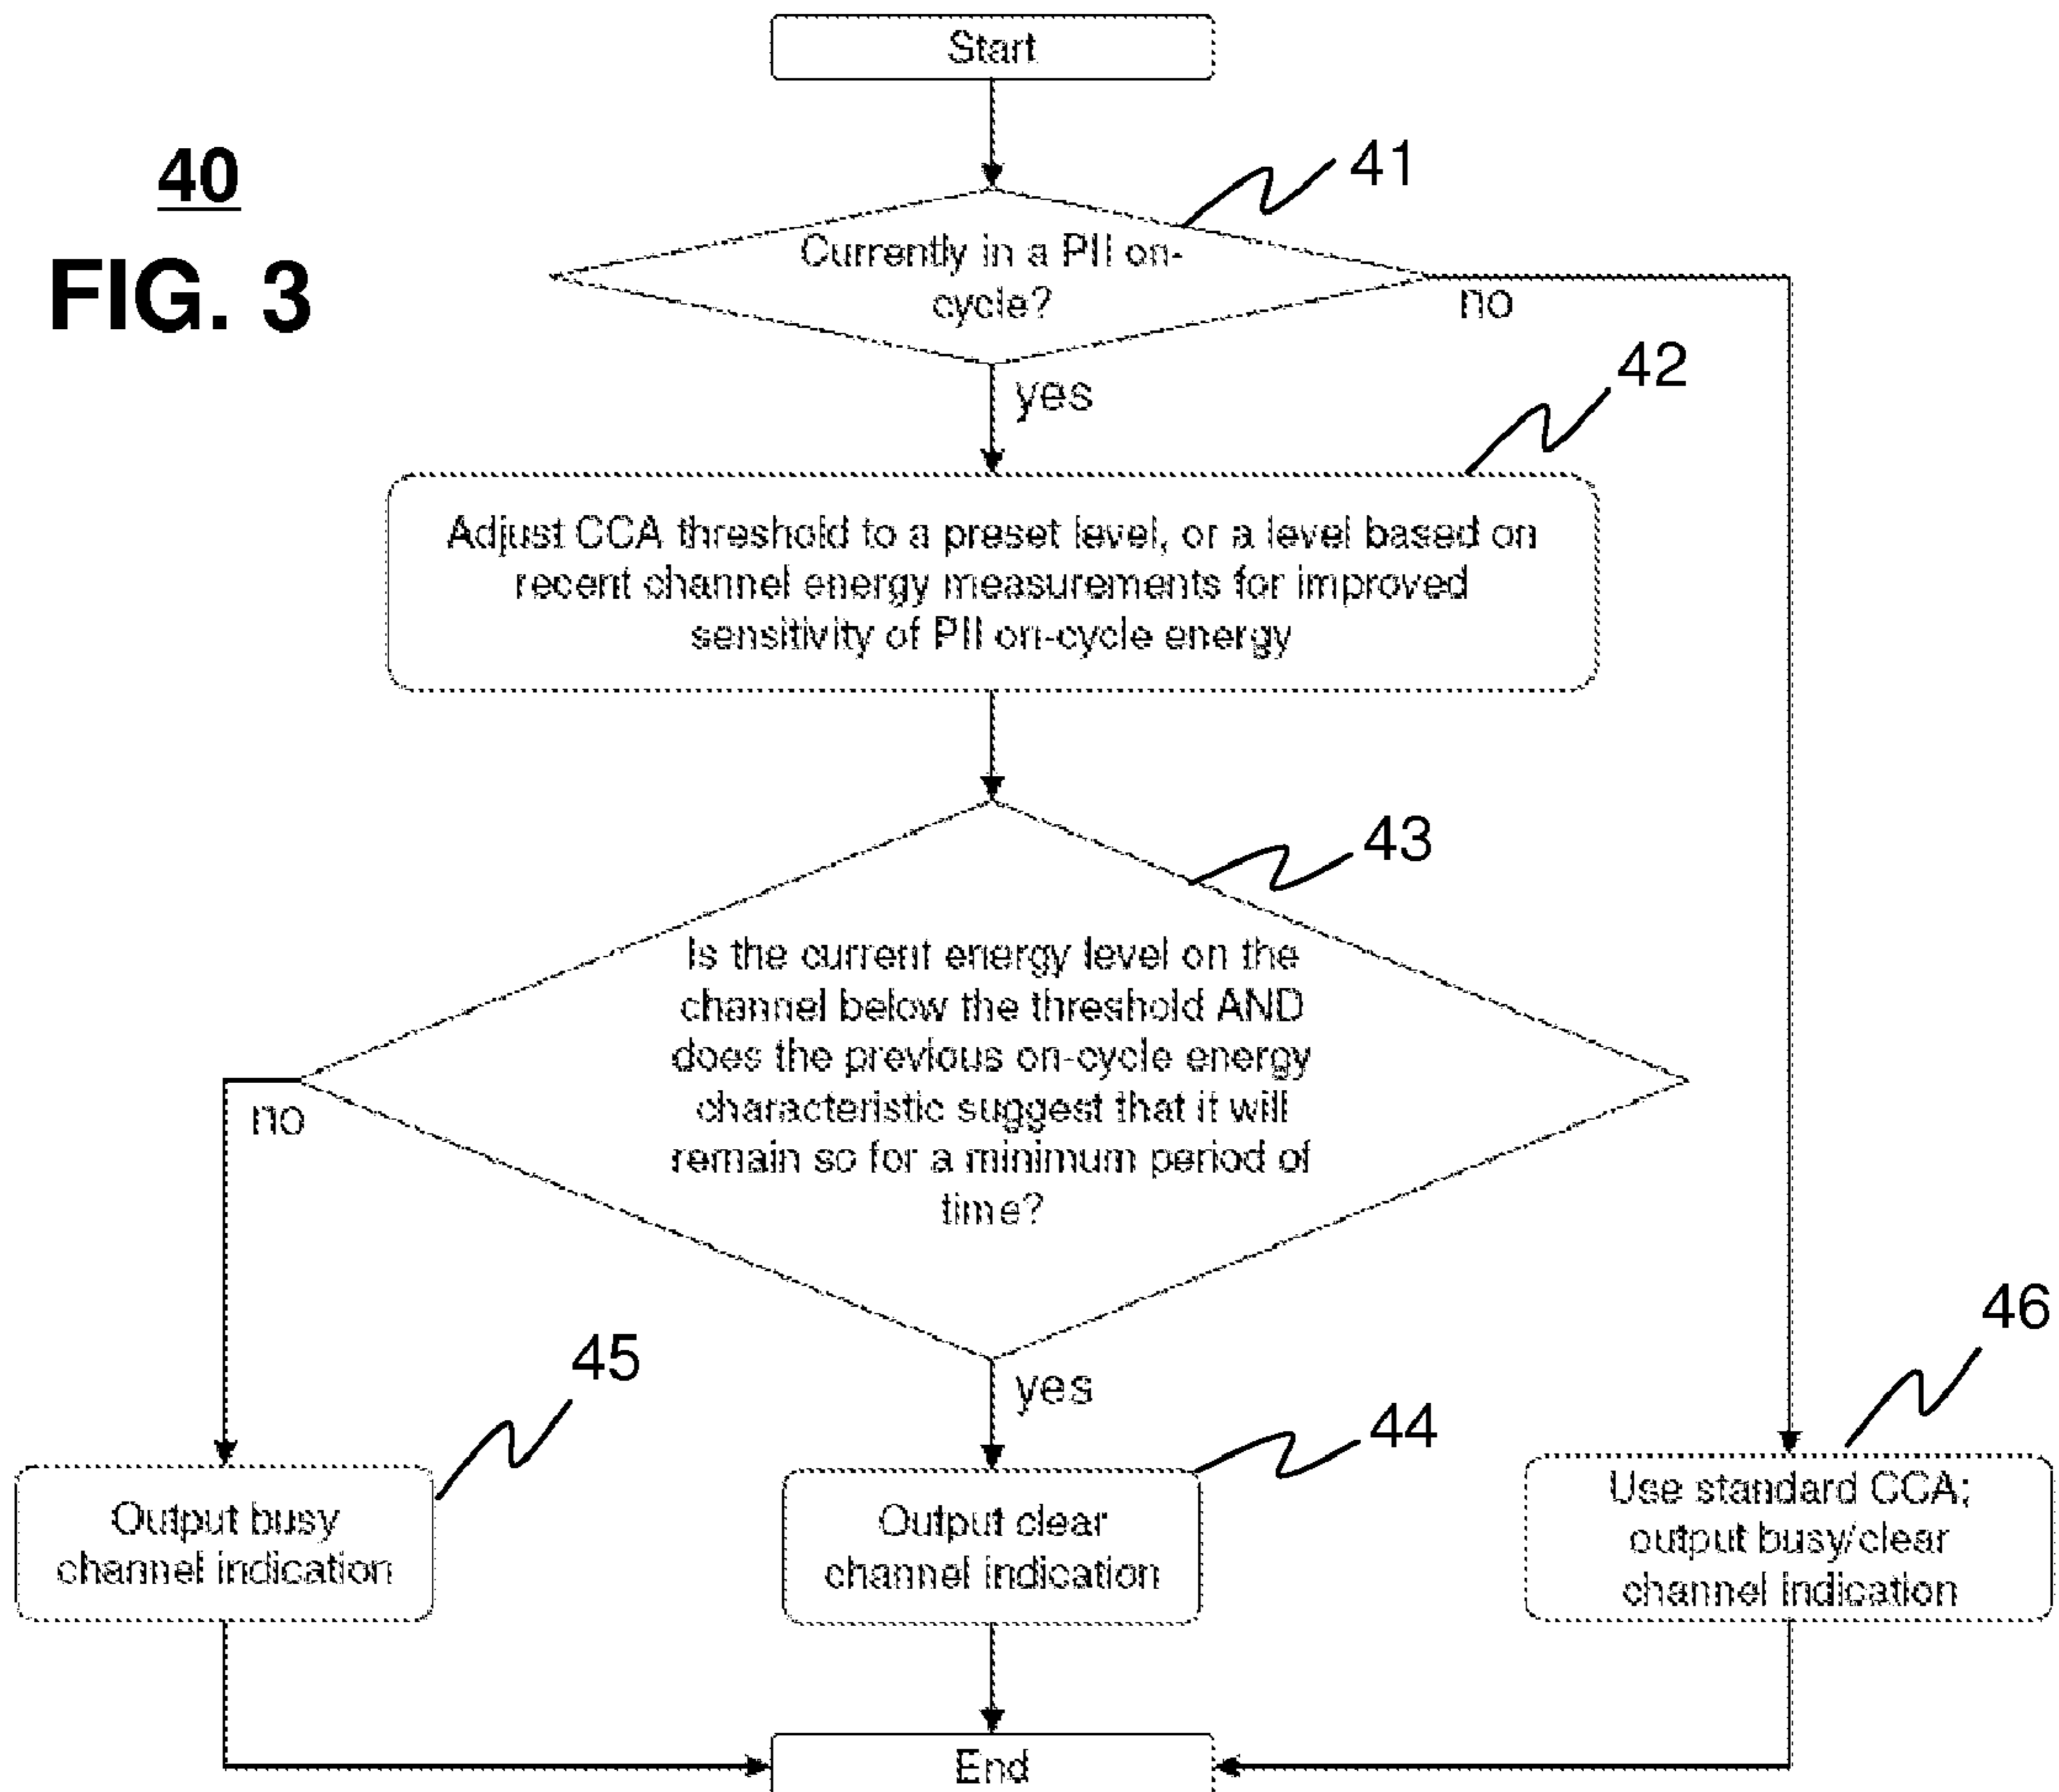 Start
40
FIG. 3
41
Currently in a PII on-
cycle?
no
yes
42
Adjust CCA threshold to a preset level, or a level based on
recent channel energy measurements for improved
sensitivity of PII on-cycle energy
43
Is the current energy level on the
channel below the threshold AND
does the previous on-cycle energy
characteristic suggest that it will
remain so for a minimum period of
time?
no
yes
45
Output busy
channel indication
44
Output clear
channel indication
46
Use standard CCA;
output busy/clear
channel indication
End